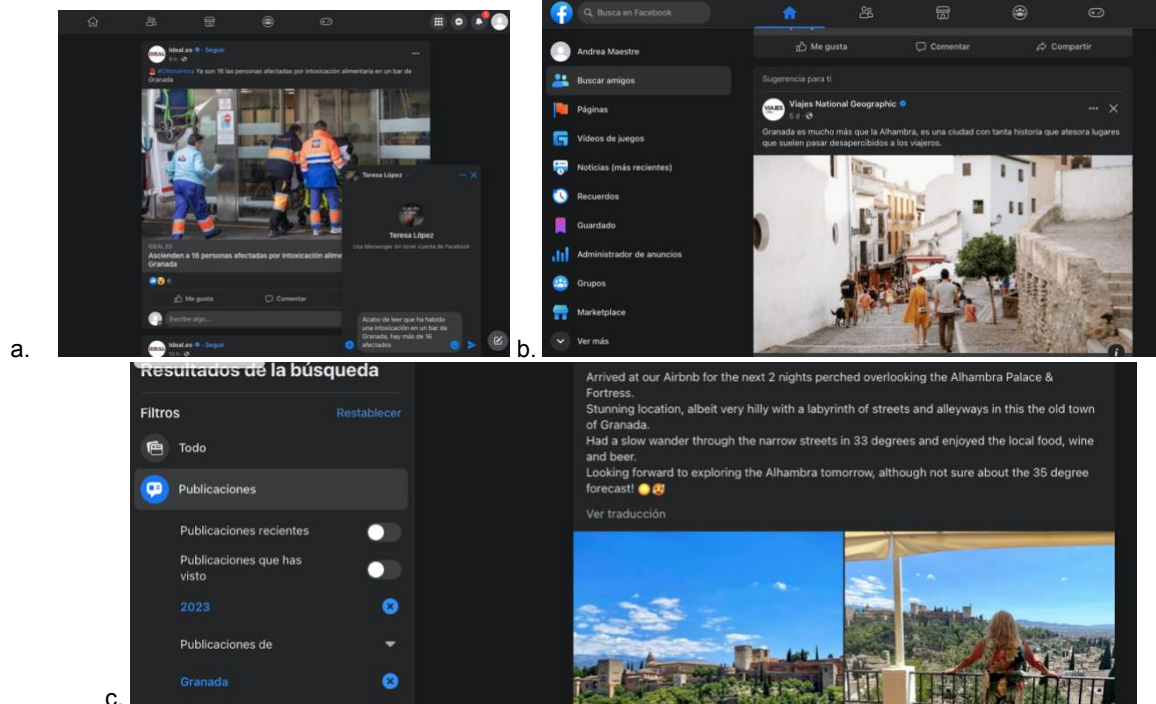 Ideal.es · Seguir
#ÚltimaHora Ya son 16 las personas afectadas por intoxicación alimentaria en un bar de
Granada
IDEAL.ES
Ascienden a 16 personas afectadas por intoxicación alime
Granada
6
Me gusta
Comentar
Escribe algo...
Ideal.es · Seguir
Teresa López
Teresa López
Usa Messenger sin tener cuenta de Facebook
Acabo de leer que ha habido
una intoxicación en un bar de
Granada, hay más de 16
afectados
a.
Busca en Facebook
Andrea Maestre
Buscar amigos
Páginas
Vídeos de juegos
Noticias (más recientes)
Recuerdos
Guardado
Administrador de anuncios
Grupos
Marketplace
Ver más
Me gusta
Comentar
Compartir
Sugerencia para ti
VIAJES
Viajes National Geographic
5 d ·
Granada es mucho más que la Alhambra, es una ciudad con tanta historia que atesora lugares
que suelen pasar desapercibidos a los viajeros.
b.
Resultados de la búsqueda
Filtros
Restablecer
Todo
Publicaciones
Publicaciones recientes
Publicaciones que has
visto
2023
Publicaciones de
Granada
Arrived at our Airbnb for the next 2 nights perched overlooking the Alhambra Palace &
Fortress.
Stunning location, albeit very hilly with a labyrinth of streets and alleyways in this the old town
of Granada.
Had a slow wander through the narrow streets in 33 degrees and enjoyed the local food, wine
and beer.
Looking forward to exploring the Alhambra tomorrow, although not sure about the 35 degree
forecast!
Ver traducción
c.